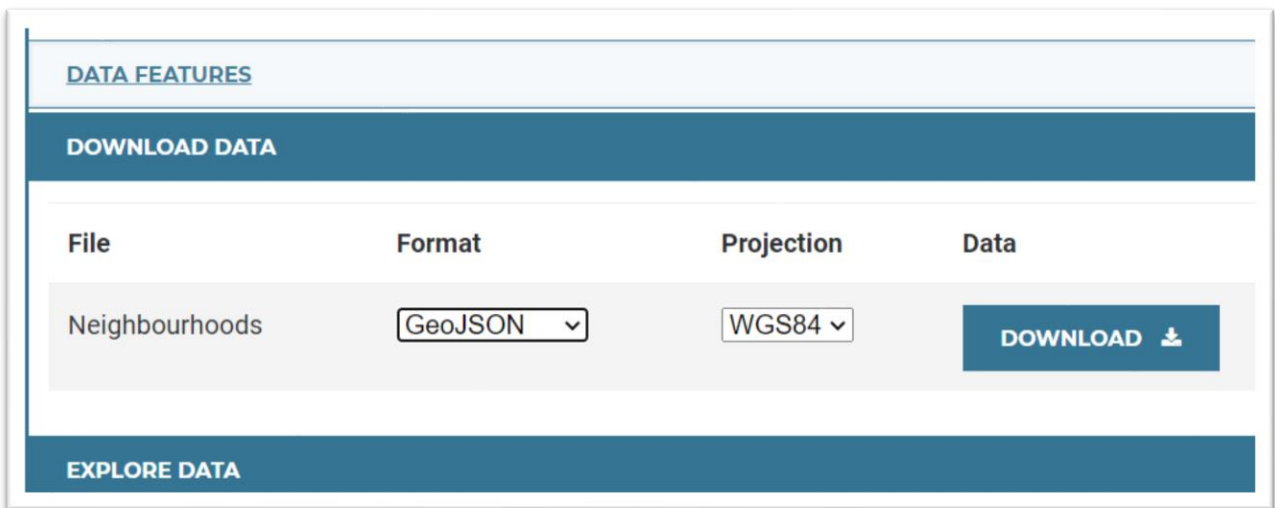 DATA FEATURES
DOWNLOAD DATA
File Format Projection Data
Neighbourhoods GeoJSON WGS84 DOWNLOAD
EXPLORE DATA